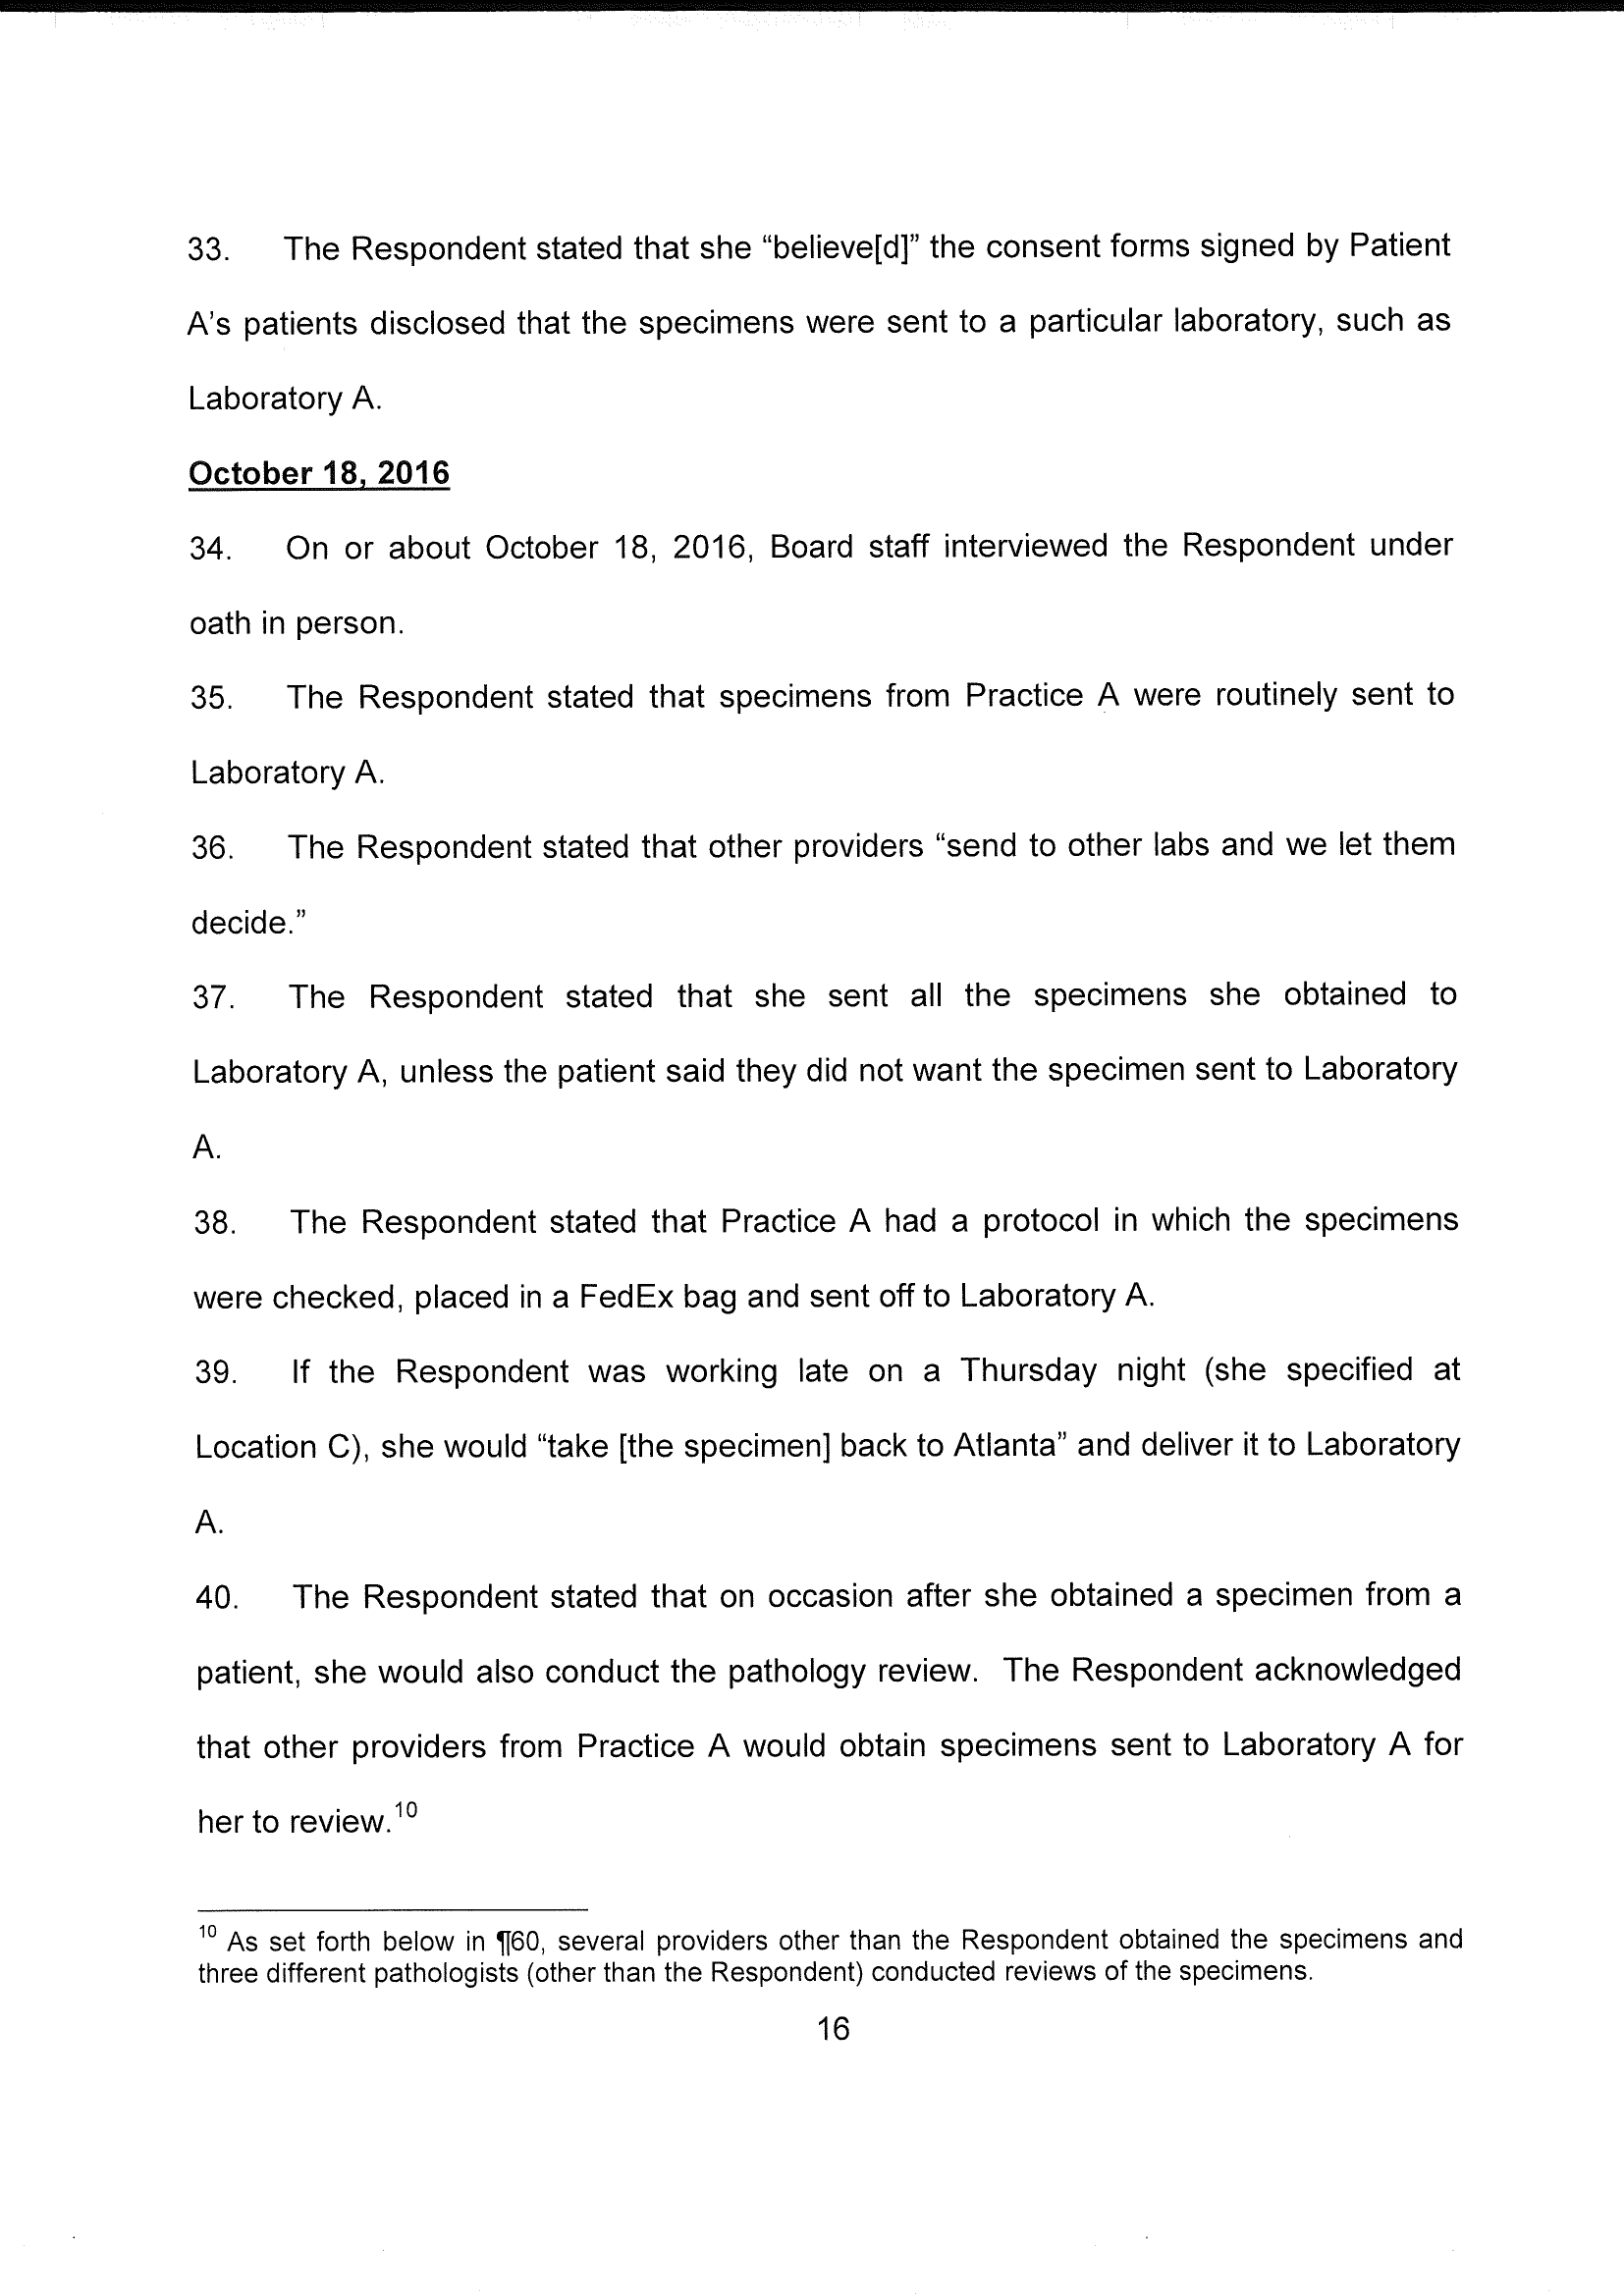 33. The Respondent stated that she “believe[d]” the consent forms signed by Patient
A’s patients disclosed that the specimens were sent to a particular laboratory, such as
Laboratory A.
October 18, 2016
34. On or about October 18, 2016, Board staff interviewed the Respondent under
oath in person.
35. The Respondent stated that specimens from Practice A were routinely sent to
Laboratory A.
36. The Respondent stated that other providers “send to other labs and we let them
decide.”
37. The Respondent stated that she sent all the specimens she obtained to
Laboratory A, unless the patient said they did not want the specimen sent to Laboratory
A.
38. The Respondent stated that Practice A had a protocol in which the specimens
were checked, placed in a FedEx bag and sent off to Laboratory A.
39. If the Respondent was working late on a Thursday night (she specified at
Location C), she would “take [the specimen] back to Atlanta” and deliver it to Laboratory
A.
40. The Respondent stated that on occasion after she obtained a specimen from a
patient, she would also conduct the pathology review. The Respondent acknowledged
that other providers from Practice A would obtain specimens sent to Laboratory A for
her to review.10
10 As set forth below in ¶60, several providers other than the Respondent obtained the specimens and
three different pathologists (other than the Respondent) conducted reviews of the specimens.
16